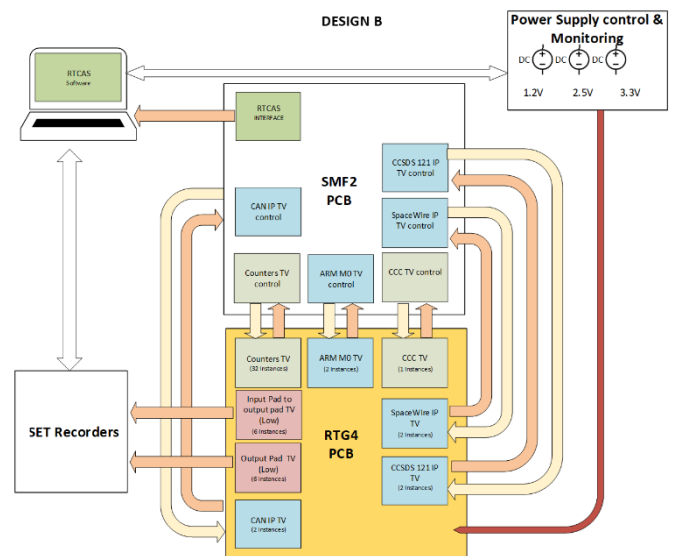 DESIGN B
Power Supply control &
Monitoring
DC DC DC
1.2V 2.5V 3.3V
RTCAS
Software
RTCAS
INTERFACE
SMF2
PCB
CCSDS 121 IP
TV control
CAN IP TV
control
SpaceWire IP
TV control
Counters TV
control
ARM M0 TV
control
CCC TV control
Counters TV
(32 Instances)
ARM M0 TV
(2 Instances)
CCC TV
(1 Instances)
Input Pad to
output pad TV
(Low)
(6 Instances)
RTG4
PCB
SpaceWire IP
TV
(2 Instances)
SET Recorders
Output Pad TV
(Low)
(6 Instances)
CCSDS 121 IP
TV
(2 Instances)
CAN IP TV
(2 Instances)